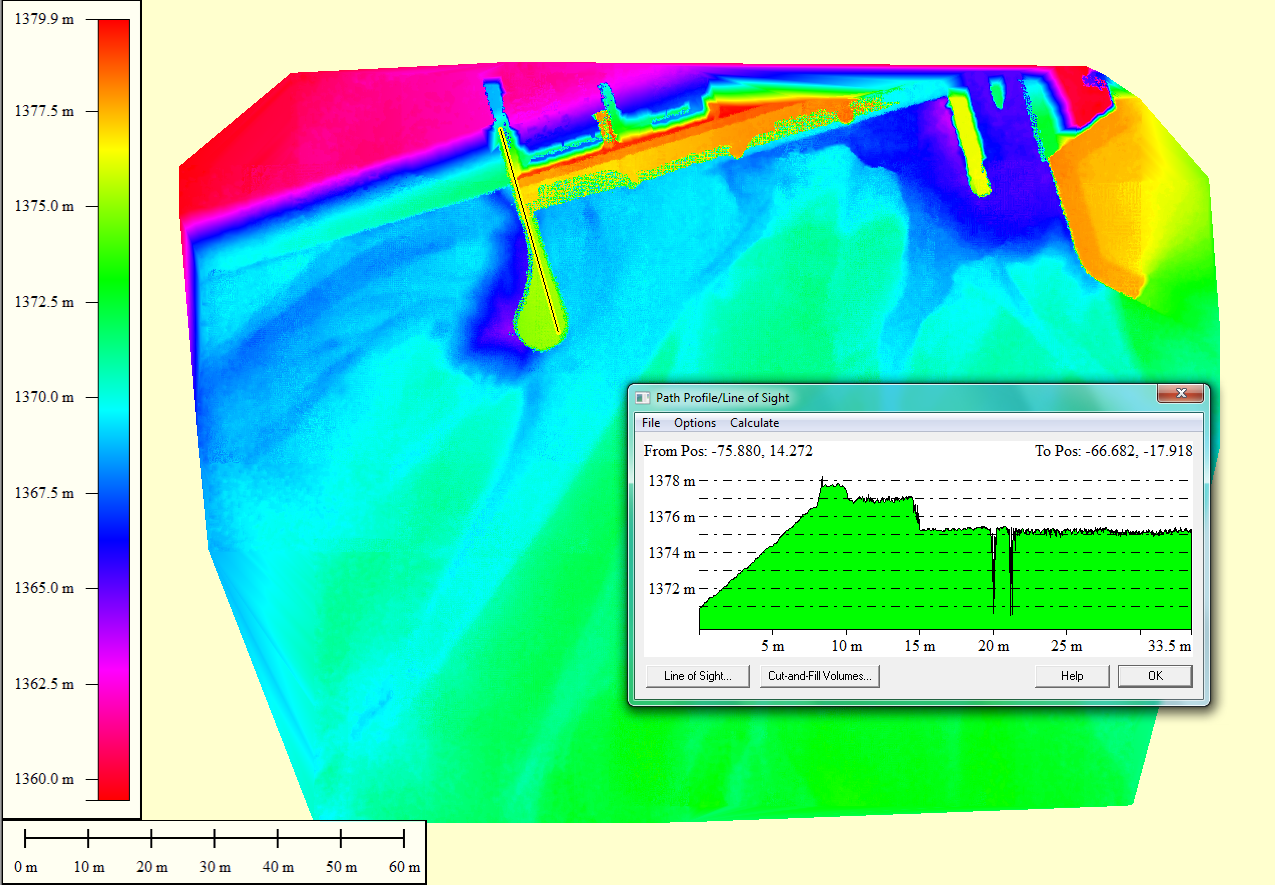 1379.9 m
1377.5 m
1375.0 m
1372.5 m
1370.0 m
1367.5 m
1365.0 m
1362.5 m
1360.0 m
0 m 10 m 20 m 30 m 40 m 50 m 60 m
Path Profile/Line of Sight
File Options Calculate
From Pos: -75.880, 14.272 To Pos: -66.682, -17.918
1378 m
1376 m
1374 m
1372 m
5 m 10 m 15 m 20 m 25 m 33.5 m
Line of Sight... Cut-and-Fill Volumes... Help OK